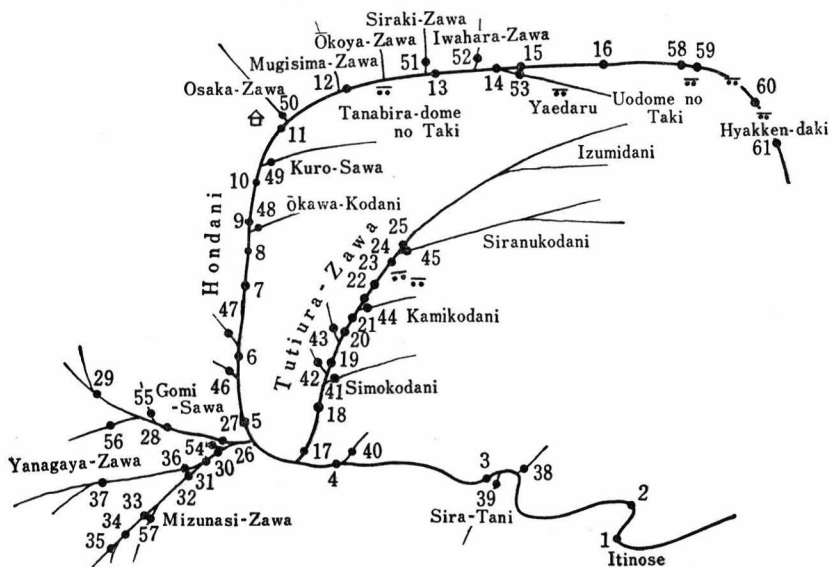 Siraki-Zawa
Ōkoya-Zawa
Iwahara-Zawa
Mugisima-Zawa
51
52
15
16
58
59
Osaka-Zawa
12
13
14
53
60
50
Tanabira-dome
no Taki
Yaedaru
Uodome no
Taki
Hyakken-daki
61
11
Izumidani
Kuro-Sawa
49
10
Hondani
48
ōkawa-Kodani
9
25
Siranukodani
8
24
45
23
Tutiura-Zawa
7
22
44
Kamikodani
47
21
43
20
6
19
42
41
Simokodani
46
29
Gomi
-Sawa
55
18
27
5
56
28
54
26
17
40
Yanagaya-Zawa
36
30
4
3
38
31
37
32
39
2
33
Mizunasi-Zawa
Sira-Tani
34
57
35
1
Itinose